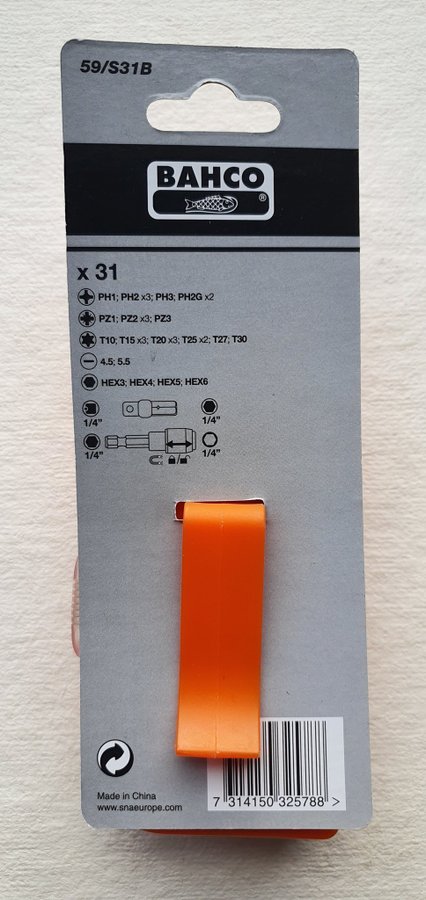 59/S31B
BAHCO
®
x 31
PH1; PH2 x3; PH3; PH2G x2
PZ1; PZ2 x3; PZ3
T10; T15 x3; T20 x3; T25 x2; T27; T30
4.5; 5.5
HEX3; HEX4; HEX5; HEX6
1/4" 1/4"
1/4" 1/4"
Made in China
www.snaeurope.com
7 314150 325788 >